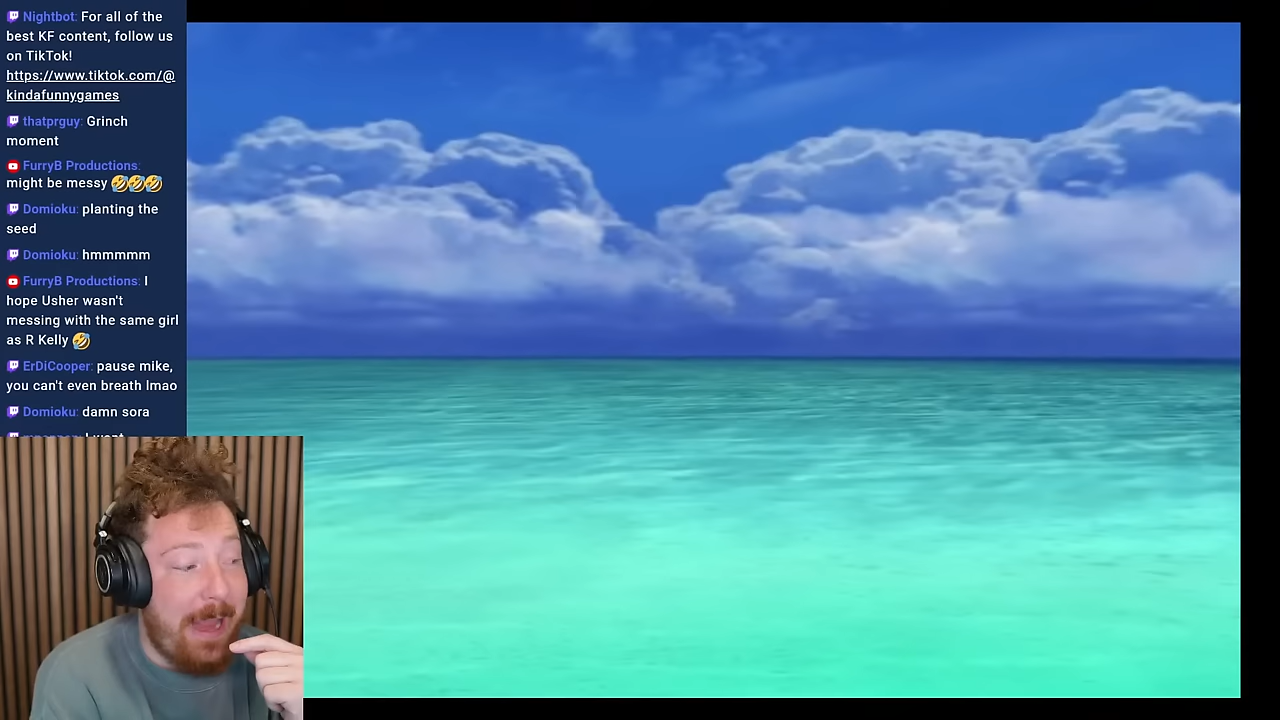 Nightbot: For all of the
best KF content, follow us
on TikTok!
https://www.tiktok.com/@
kindafunnygames
thatprguy: Grinch
moment
FurryB Productions:
might be messy 🤣🤣🤣
Domioku: planting the
seed
Domioku: hmmmmm
FurryB Productions: I
hope Usher wasn't
messing with the same girl
as R Kelly 🤣
ErDiCooper: pause mike,
you can't even breath lmao
Domioku: damn sora